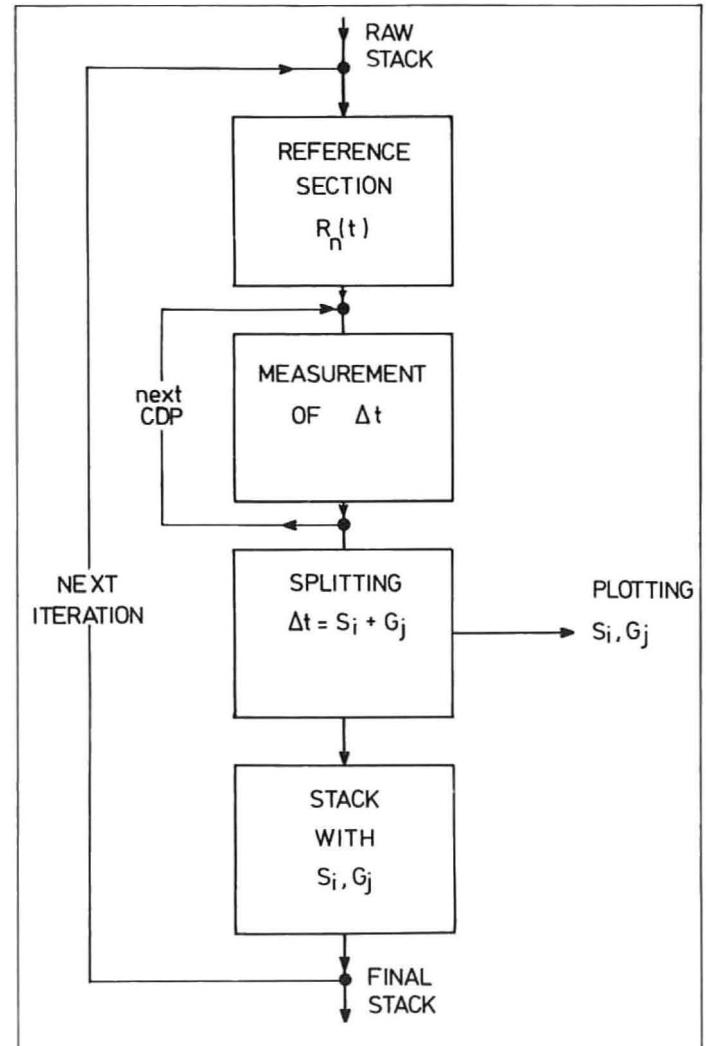 RAW
STACK
REFERENCE
SECTION
Rn(t)
MEASUREMENT
OF Δt
next
CDP
NEXT
ITERATION
SPLITTING
Δt = Si + Gj
PLOTTING
Si, Gj
STACK
WITH
Si, Gj
FINAL
STACK